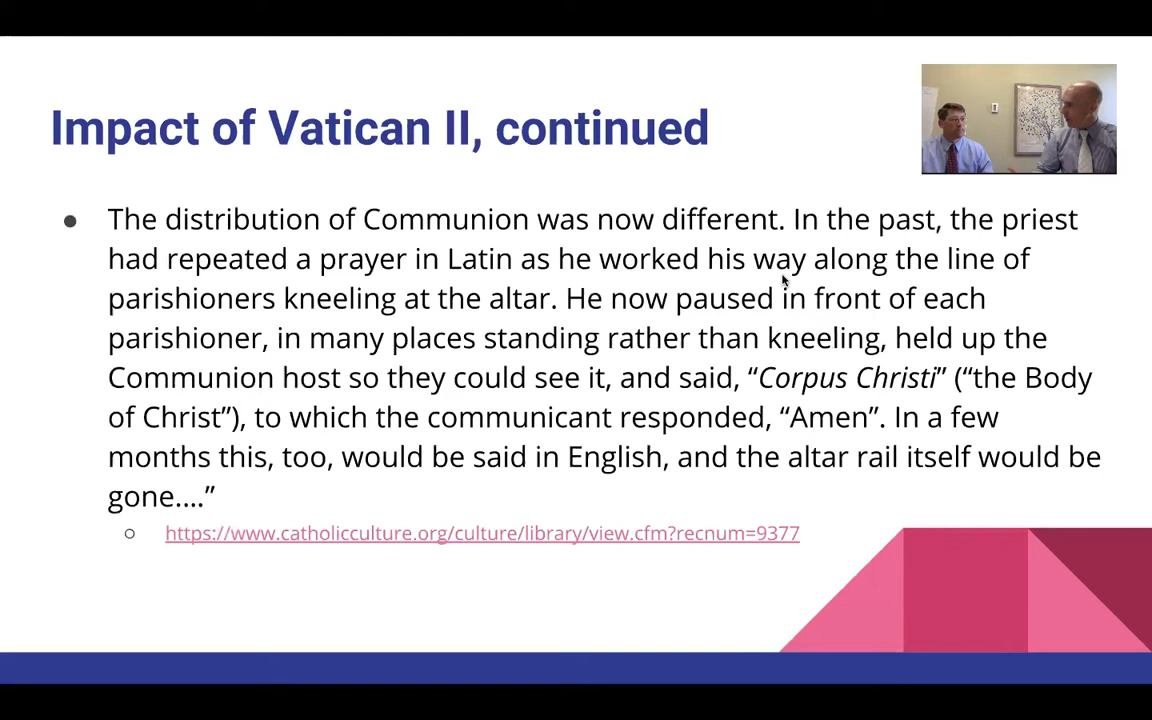 Impact of Vatican II, continued
● The distribution of Communion was now different. In the past, the priest
had repeated a prayer in Latin as he worked his way along the line of
parishioners kneeling at the altar. He now paused in front of each
parishioner, in many places standing rather than kneeling, held up the
Communion host so they could see it, and said, “Corpus Christi” (“the Body
of Christ”), to which the communicant responded, “Amen”. In a few
months this, too, would be said in English, and the altar rail itself would be
gone....”
○ https://www.catholicculture.org/culture/library/view.cfm?recnum=9377